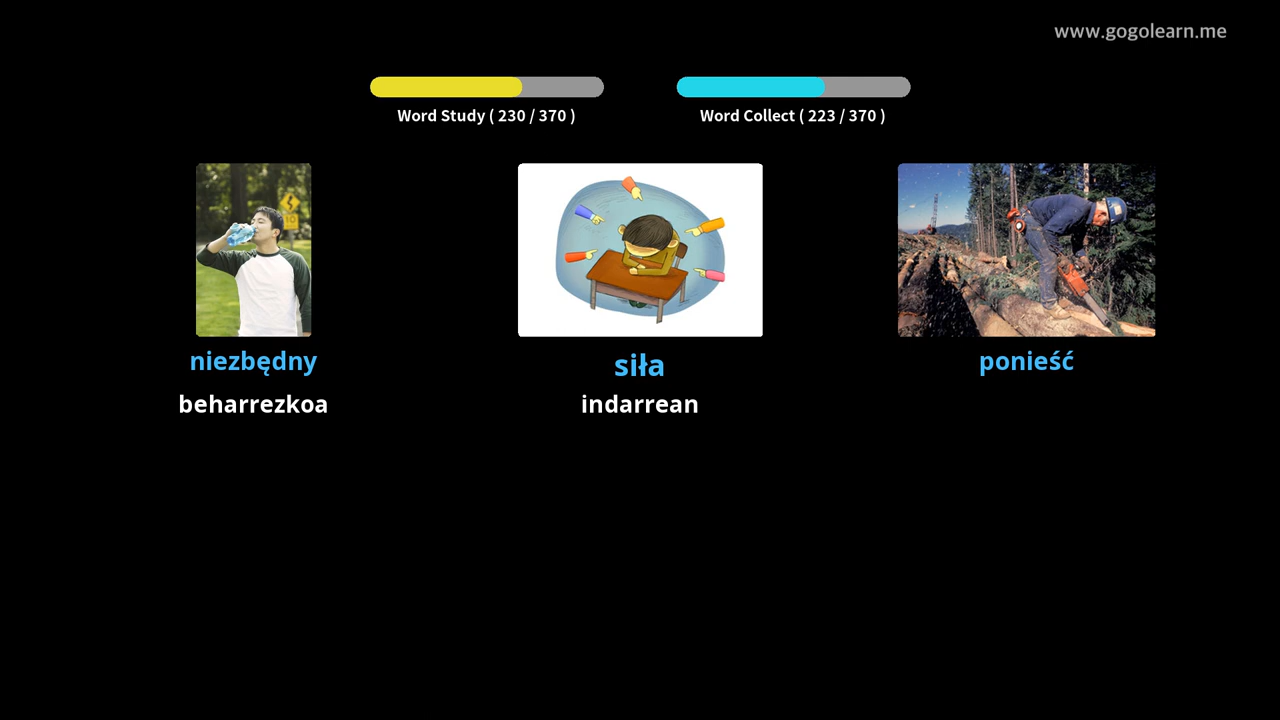 www.gogolearn.me
Word Study ( 230 / 370 )
Word Collect ( 223 / 370 )
niezbędny
siła
ponieść
beharrezkoa
indarrean